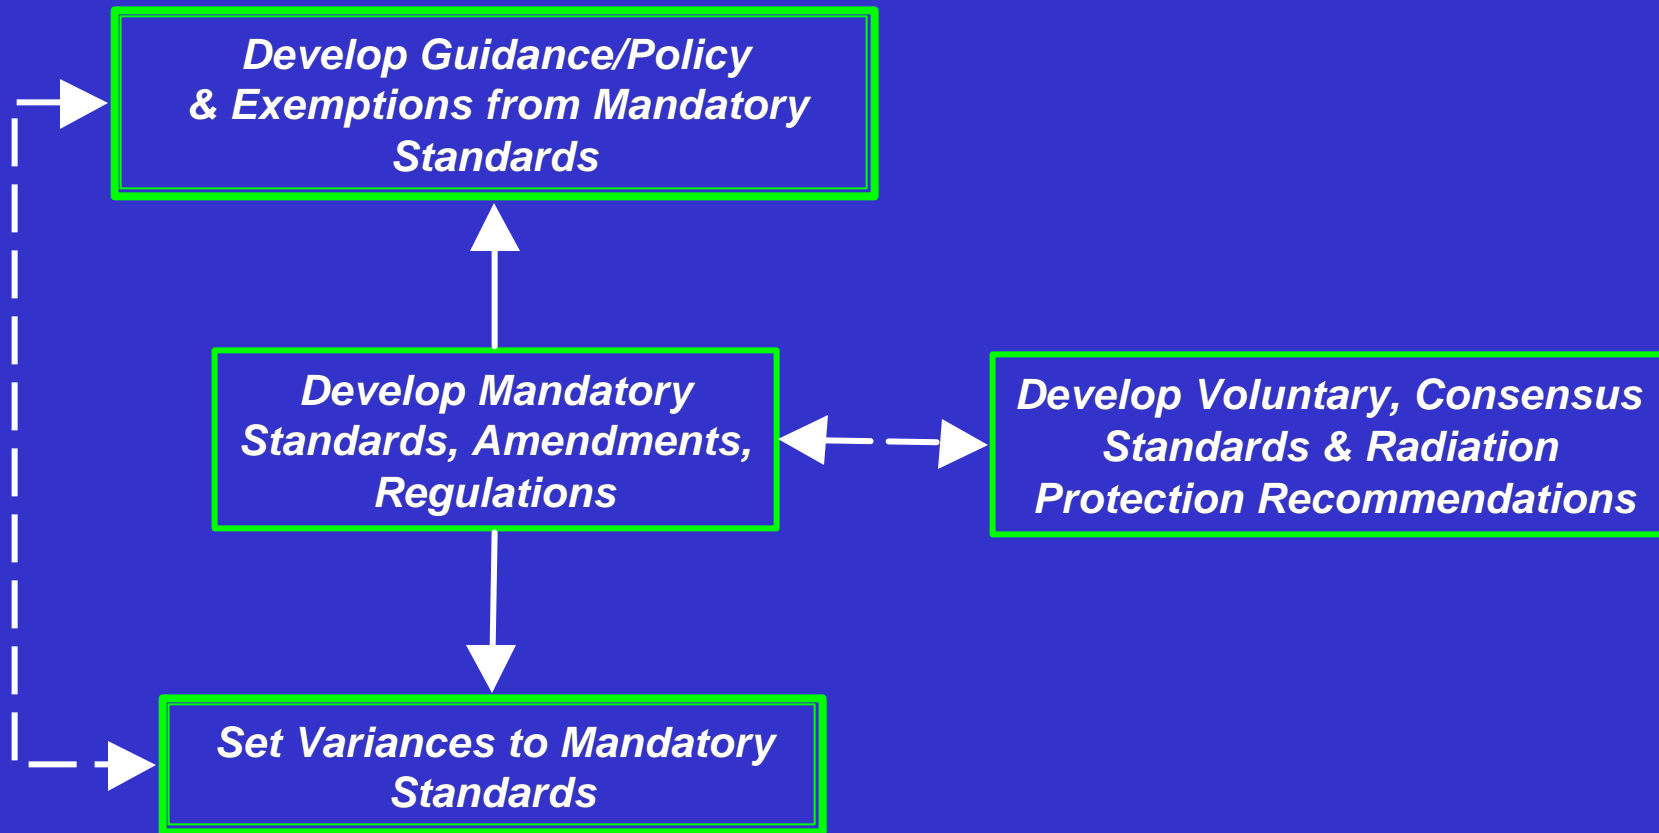 Develop Guidance/Policy
& Exemptions from Mandatory
Standards
Develop Mandatory
Standards, Amendments,
Regulations
Develop Voluntary, Consensus
Standards & Radiation
Protection Recommendations
Set Variances to Mandatory
Standards